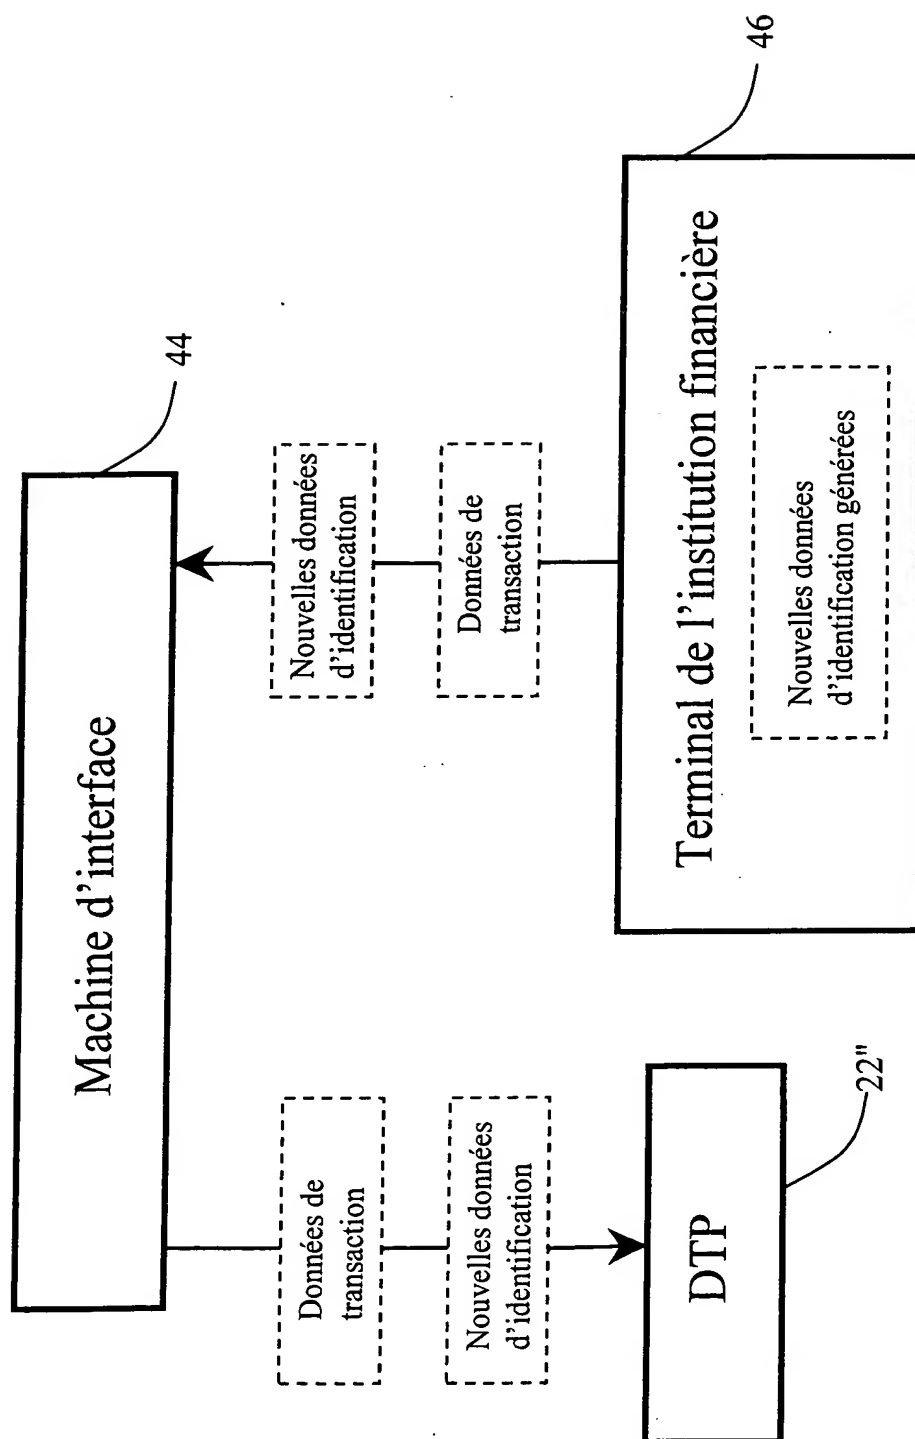 Machine d'interface
44
Données de
transaction
Nouvelles données
d'identification
Nouvelles données
d'identification
Données de
transaction
DTP
22"
Terminal de l'institution financière
46
Nouvelles données
d'identification générées